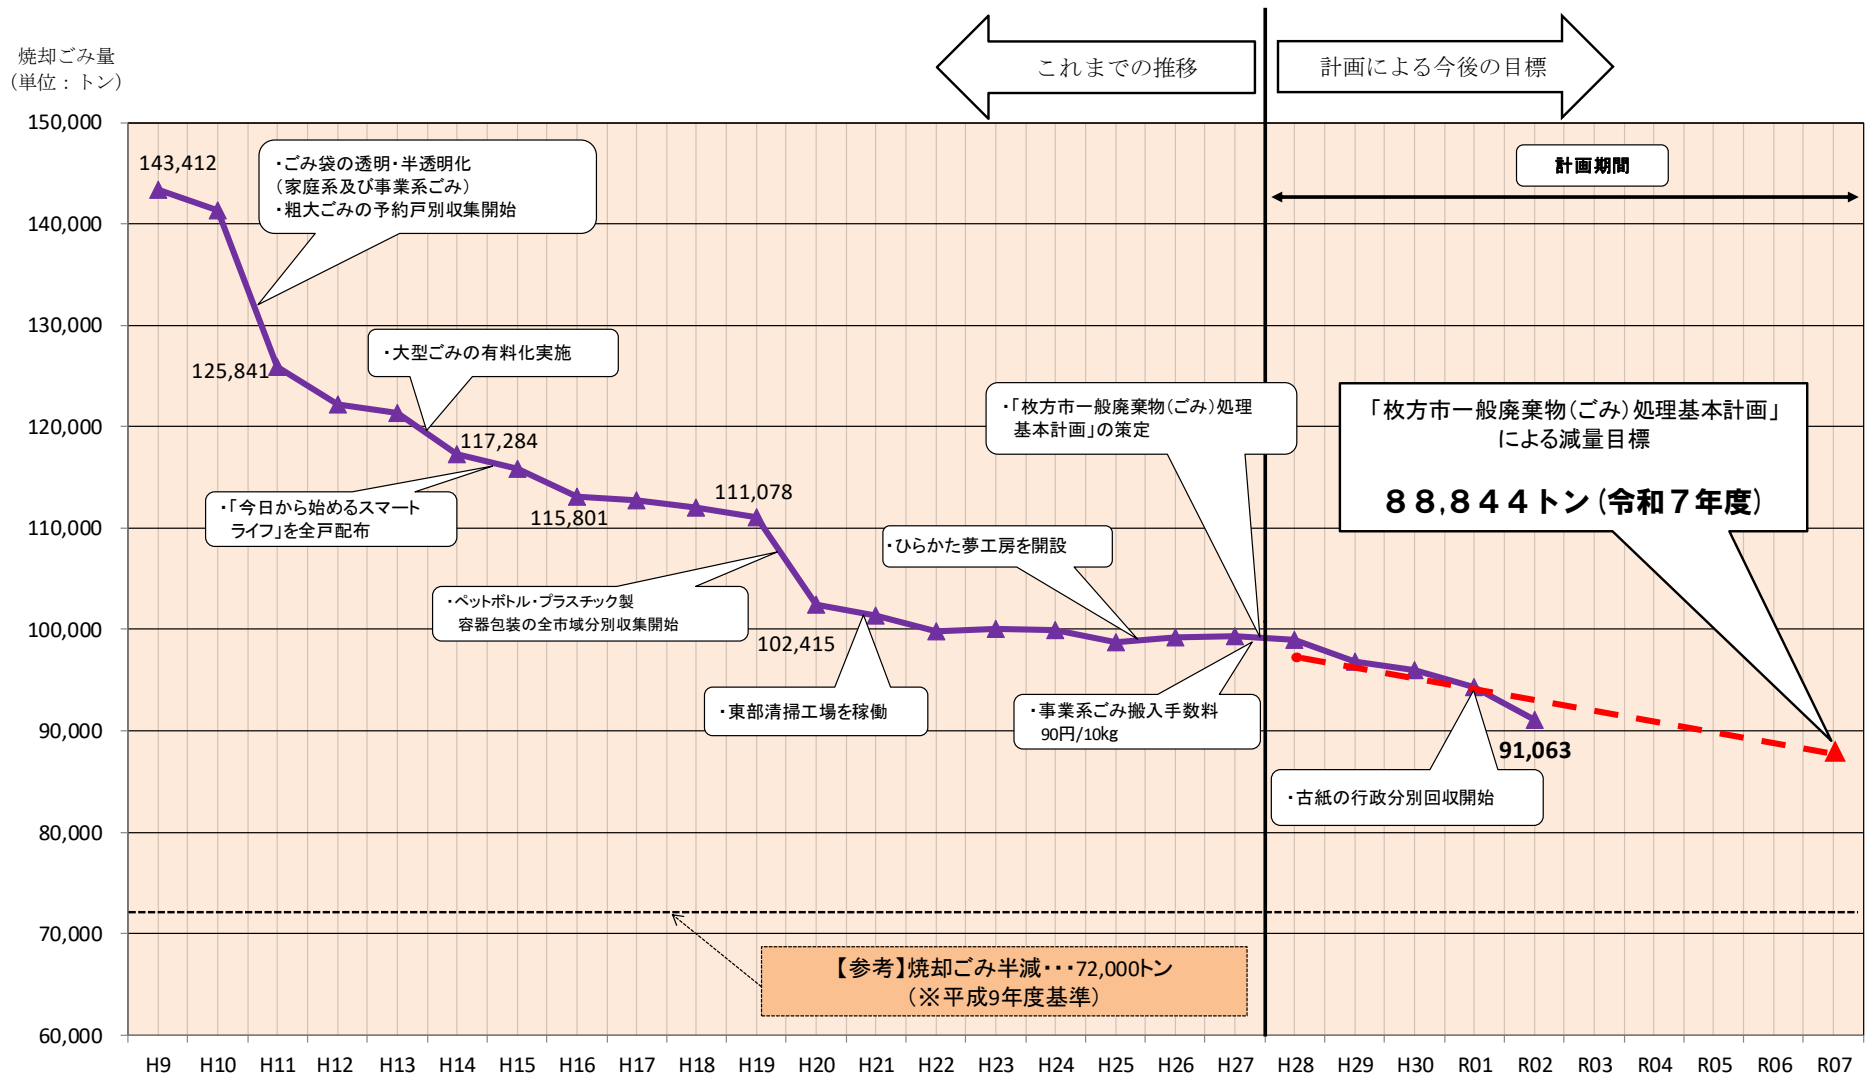 焼却ごみ量
（単位：トン）
これまでの推移
計画による今後の目標
150,000
140,000
130,000
120,000
110,000
100,000
90,000
80,000
70,000
60,000
143,412
・ごみ袋の透明・半透明化
（家庭系及び事業系ごみ）
・粗大ごみの予約戸別収集開始
計画期間
125,841
・大型ごみの有料化実施
117,284
・「今日から始めるスマート
ライフ」を全戸配布
115,801
111,078
・ペットボトル・プラスチック製
容器包装の全市域分別収集開始
102,415
・東部清掃工場を稼働
・ひらかた夢工房を開設
・「枚方市一般廃棄物（ごみ）処理
基本計画」の策定
・事業系ごみ搬入手数料
90円/10kg
「枚方市一般廃棄物（ごみ）処理基本計画」
による減量目標
８８,８４４トン（令和７年度）
91,063
・古紙の行政分別回収開始
【参考】焼却ごみ半減・・・72,000トン
（※平成9年度基準）
H9 H10 H11 H12 H13 H14 H15 H16 H17 H18 H19 H20 H21 H22 H23 H24 H25 H26 H27 H28 H29 H30 R01 R02 R03 R04 R05 R06 R07